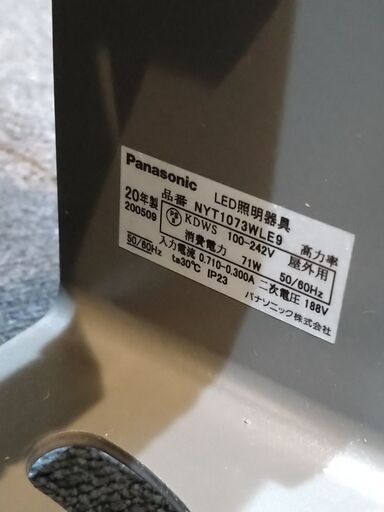 Panasonic LED照明器具
20年製 品番 NYT1073WLE9 高力率
200509 KDWS 100-242V 屋外用
消費電力 71W 50/60Hz
50/60Hz 入力電流 0.710-0.300A 二次電圧 188V
ta30℃ IP23 パナソニック株式会社